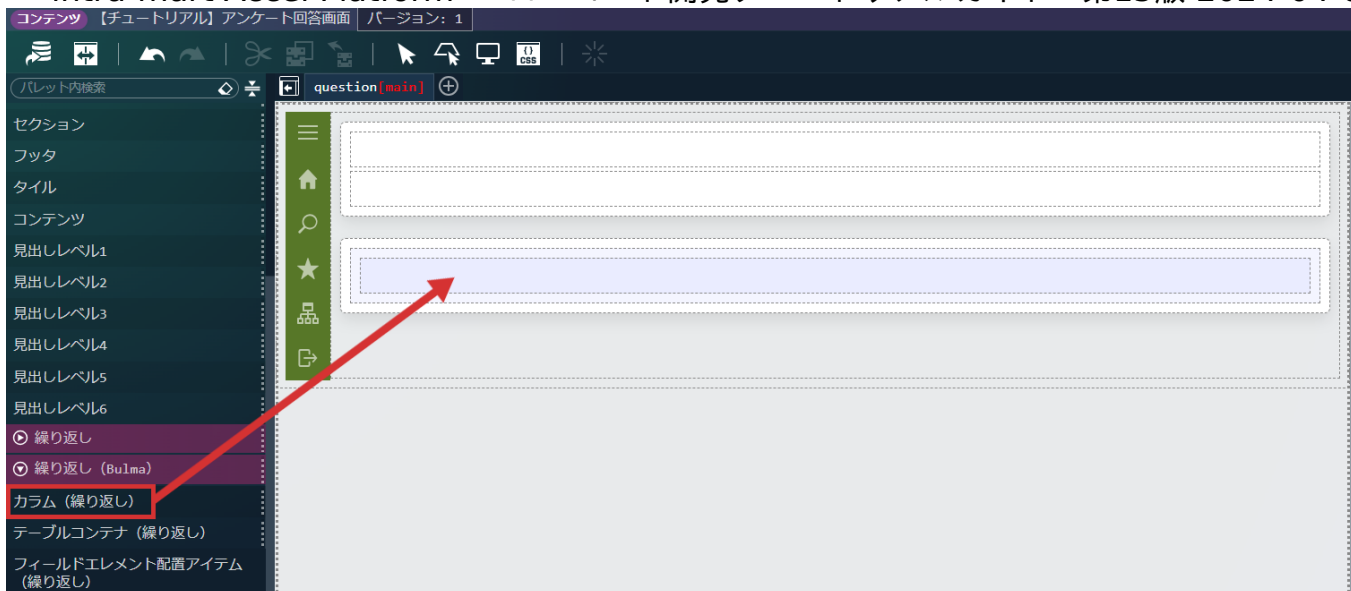 コンテンツ 【チュートリアル】アンケート回答画面 バージョン: 1
{} CSS
パレット内検索
question[main]
セクション
フッタ
タイル
コンテンツ
見出しレベル1
見出しレベル2
見出しレベル3
見出しレベル4
見出しレベル5
見出しレベル6
繰り返し
繰り返し (Bulma)
カラム (繰り返し)
テーブルコンテナ (繰り返し)
フィールドエレメント配置アイテム
(繰り返し)